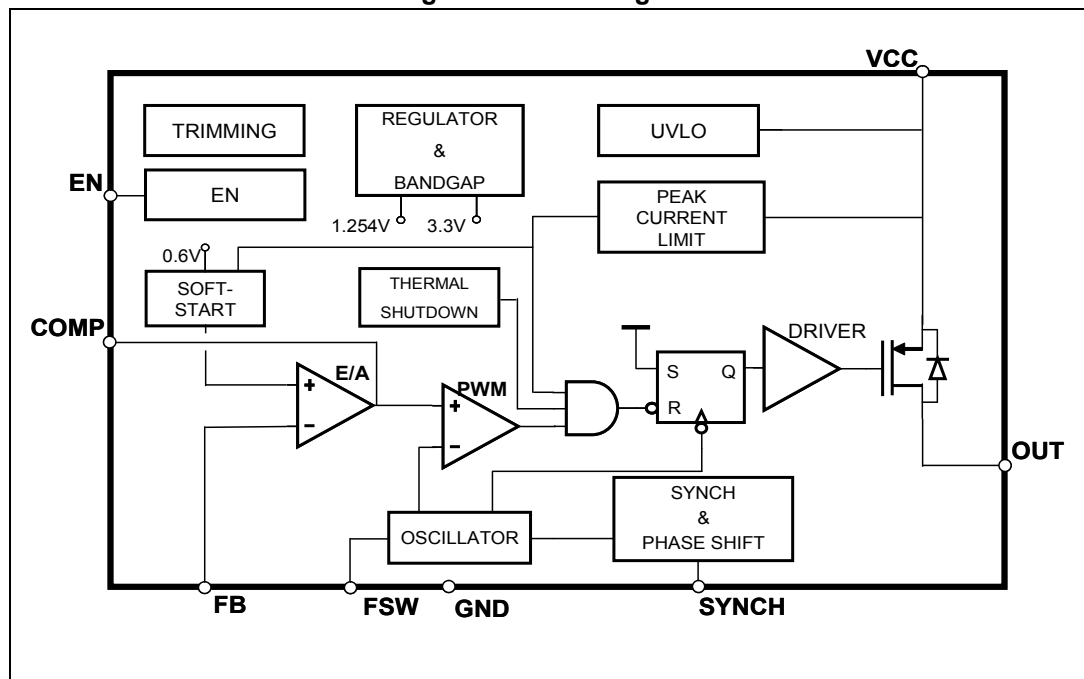 VCC
TRIMMING
REGULATOR
&
BANDGAP
UVLO
EN
EN
PEAK
CURRENT
LIMIT
1.254V
3.3V
0.6V
SOFT-
START
THERMAL
SHUTDOWN
COMP
DRIVER
E/A
+
−
PWM
+
−
S
Q
R
OUT
OSCILLATOR
SYNCH
&
PHASE SHIFT
FB
FSW
GND
SYNCH